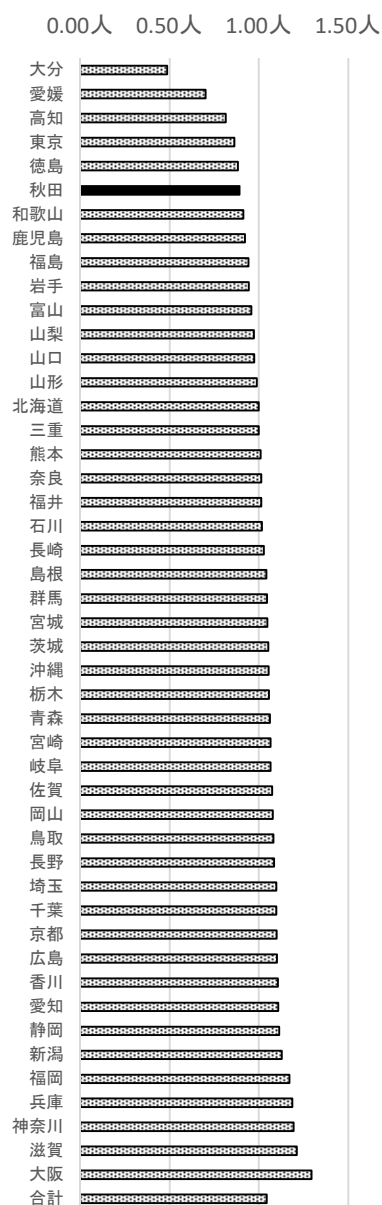 0.00人 0.50人 1.00人 1.50人
大分
愛媛
高知
東京
徳島
秋田
和歌山
鹿児島
福島
岩手
富山
山梨
山口
山形
北海道
三重
熊本
奈良
福井
石川
長崎
島根
群馬
宮城
茨城
沖縄
栃木
青森
宮崎
岐阜
佐賀
岡山
鳥取
長野
埼玉
千葉
京都
広島
香川
愛知
静岡
新潟
福岡
兵庫
神奈川
滋賀
大阪
合計